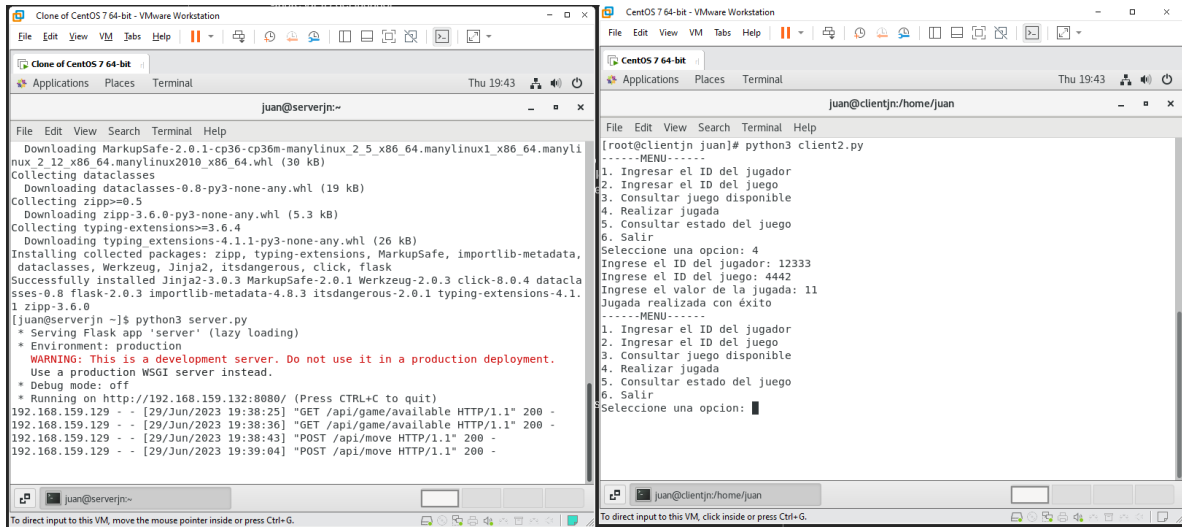 Clone of CentOS 7 64-bit - VMware Workstation
File Edit View VM Tabs Help
Clone of CentOS 7 64-bit
Applications Places Terminal Thu 19:43
juan@serverjn:~
File Edit View Search Terminal Help
Downloading MarkupSafe-2.0.1-cp36-cp36m-manylinux_2_5_x86_64.manylinux1_x86_64.manyli
nux_2_12_x86_64.manylinux2010_x86_64.whl (30 kB)
Collecting dataclasses
Downloading dataclasses-0.8-py3-none-any.whl (19 kB)
Collecting zipp>=0.5
Downloading zipp-3.6.0-py3-none-any.whl (5.3 kB)
Collecting typing-extensions>=3.6.4
Downloading typing_extensions-4.1.1-py3-none-any.whl (26 kB)
Installing collected packages: zipp, typing-extensions, MarkupSafe, importlib-metadata,
dataclasses, Werkzeug, Jinja2, itsdangerous, click, flask
Successfully installed Jinja2-3.0.3 MarkupSafe-2.0.1 Werkzeug-2.0.3 click-8.0.4 datacla
sses-0.8 flask-2.0.3 importlib-metadata-4.8.3 itsdangerous-2.0.1 typing-extensions-4.1.
1 zipp-3.6.0
[juan@serverjn ~]$ python3 server.py
* Serving Flask app 'server' (lazy loading)
* Environment: production
WARNING: This is a development server. Do not use it in a production deployment.
Use a production WSGI server instead.
* Debug mode: off
* Running on http://192.168.159.132:8080/ (Press CTRL+C to quit)
192.168.159.129 - - [29/Jun/2023 19:38:25] "GET /api/game/available HTTP/1.1" 200 -
192.168.159.129 - - [29/Jun/2023 19:38:36] "GET /api/game/available HTTP/1.1" 200 -
192.168.159.129 - - [29/Jun/2023 19:38:43] "POST /api/move HTTP/1.1" 200 -
192.168.159.129 - - [29/Jun/2023 19:39:04] "POST /api/move HTTP/1.1" 200 -
juan@serverjn:~
To direct input to this VM, move the mouse pointer inside or press Ctrl+G.
CentOS 7 64-bit - VMware Workstation
File Edit View VM Tabs Help
CentOS 7 64-bit
Applications Places Terminal Thu 19:43
juan@clientjn:/home/juan
File Edit View Search Terminal Help
[root@clientjn juan]# python3 client2.py
------MENU------
1. Ingresar el ID del jugador
2. Ingresar el ID del juego
3. Consultar juego disponible
4. Realizar jugada
5. Consultar estado del juego
6. Salir
Seleccione una opcion: 4
Ingrese el ID del jugador: 12333
Ingrese el ID del juego: 4442
Ingrese el valor de la jugada: 11
Jugada realizada con éxito
------MENU------
1. Ingresar el ID del jugador
2. Ingresar el ID del juego
3. Consultar juego disponible
4. Realizar jugada
5. Consultar estado del juego
6. Salir
Seleccione una opcion:
juan@clientjn:/home/juan
To direct input to this VM, click inside or press Ctrl+G.